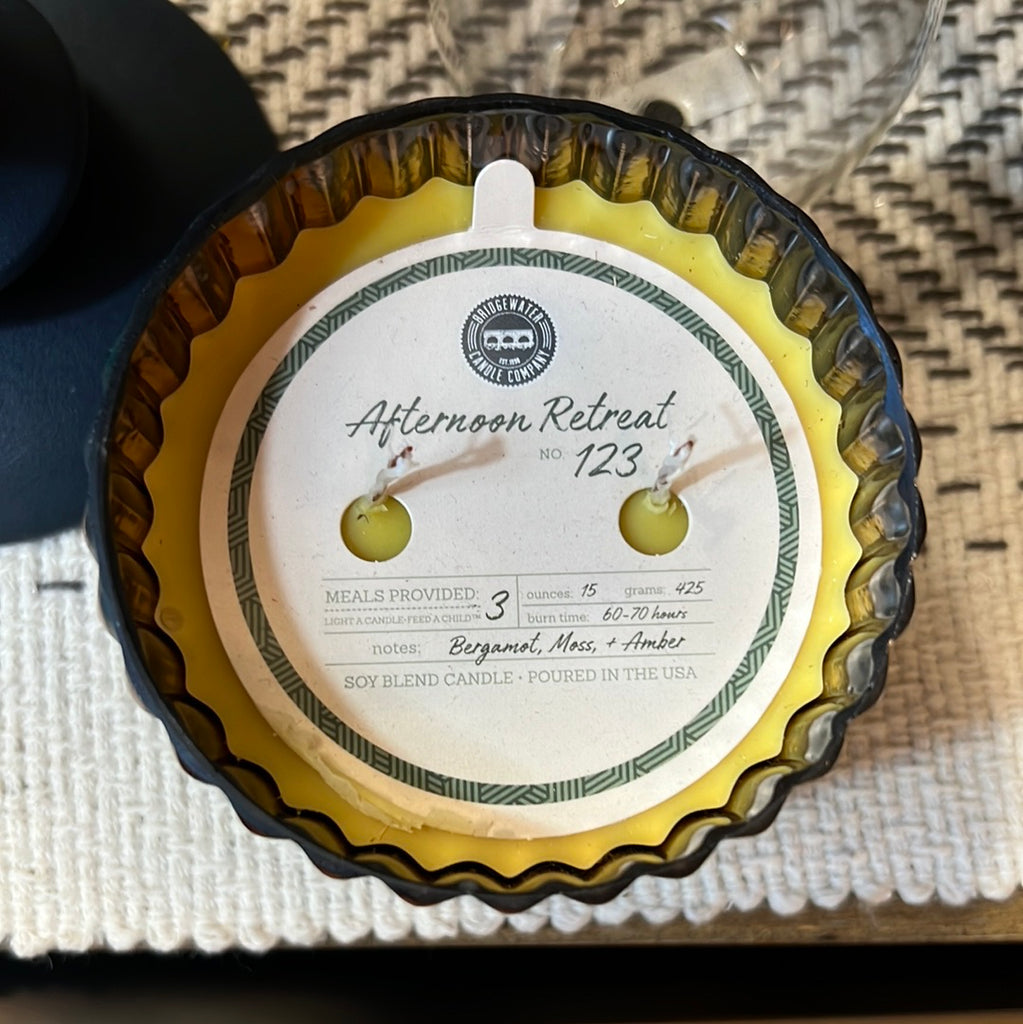 BRIDGEWATER
EST. 1998
CANDLE COMPANY
Afternoon Retreat
NO. 123
MEALS PROVIDED: 3
LIGHT A CANDLE•FEED A CHILD™
ounces: 15 grams: 425
burn time: 60-70 hours
notes: Bergamot, Moss, + Amber
SOY BLEND CANDLE • POURED IN THE USA